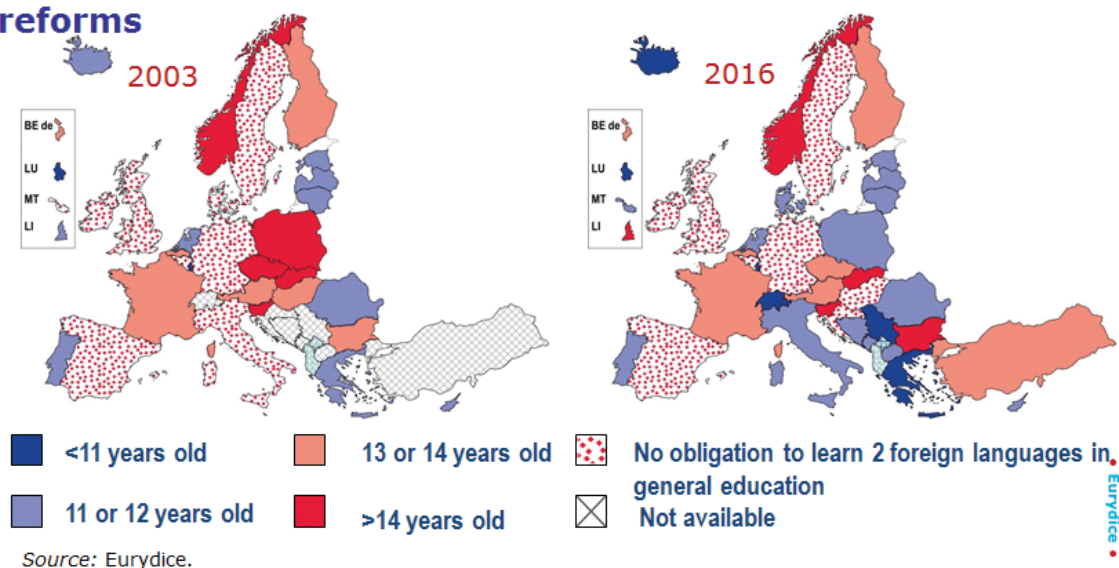 reforms
2003
2016
BE de
LU
MT
LI
BE de
LU
MT
LI
<11 years old
13 or 14 years old
No obligation to learn 2 foreign languages in
general education
11 or 12 years old
>14 years old
Not available
Eurydice
Source: Eurydice.